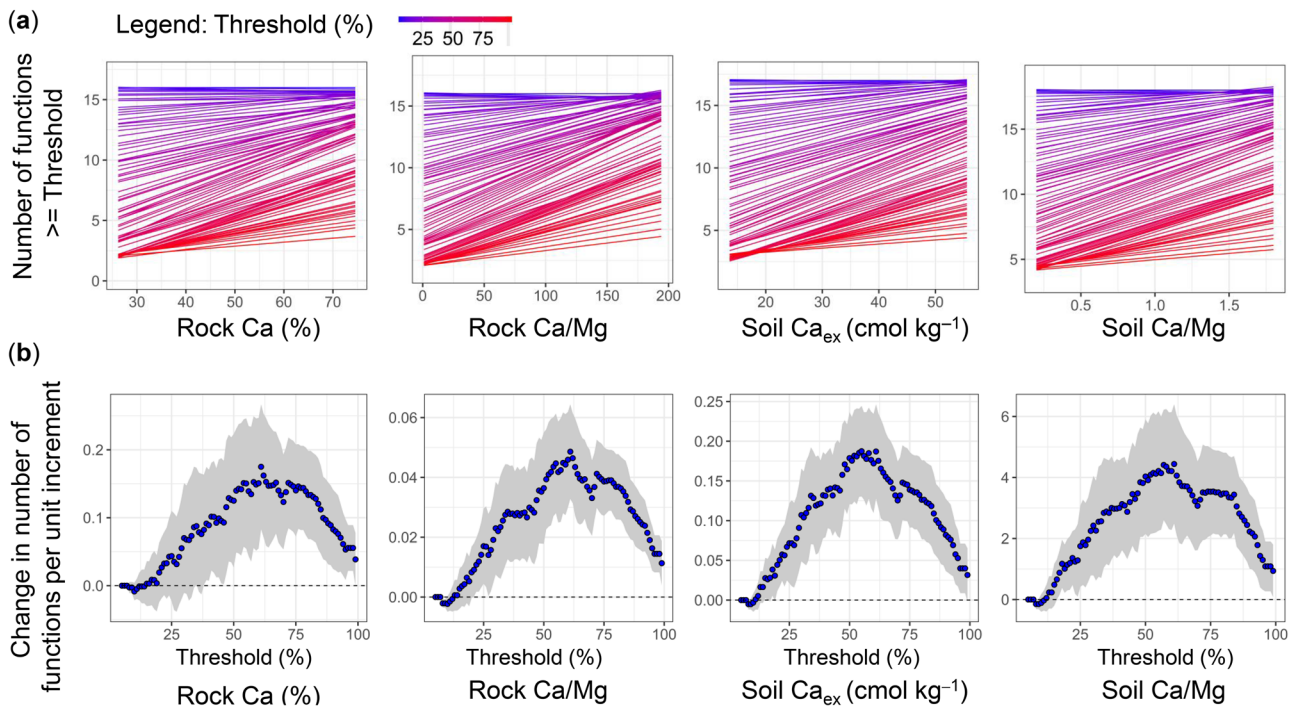 (a) Legend: Threshold (%)
25 50 75
Number of functions
>= Threshold
15
10
5
0
30 40 50 60 70
Rock Ca (%)
15
10
5
0 50 100 150 200
Rock Ca/Mg
15
10
5
0
20 30 40 50
Soil Caex (cmol kg⁻¹)
15
10
5
0.5 1.0 1.5
Soil Ca/Mg
(b)
Change in number of
functions per unit increment
0.2
0.1
0.0
25 50 75 100
Threshold (%)
Rock Ca (%)
0.06
0.04
0.02
0.00
25 50 75 100
Threshold (%)
Rock Ca/Mg
0.25
0.20
0.15
0.10
0.05
0.00
25 50 75 100
Threshold (%)
Soil Caex (cmol kg⁻¹)
6
4
2
0
25 50 75 100
Threshold (%)
Soil Ca/Mg